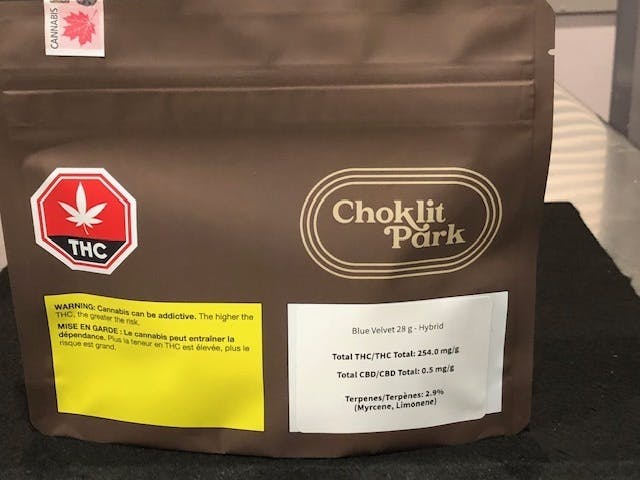 CANNABIS
THC
Choklit
Park
WARNING: Cannabis can be addictive. The higher the
THC, the greater the risk.
MISE EN GARDE : Le cannabis peut entraîner la
dépendance. Plus la teneur en THC est élevée, plus le
risque est grand.
Blue Velvet 28 g - Hybrid
Total THC/THC Total: 254.0 mg/g
Total CBD/CBD Total: 0.5 mg/g
Terpenes/Terpènes: 2.9%
(Myrcene, Limonene)